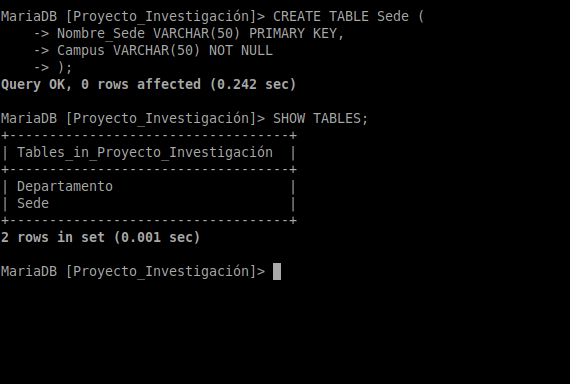 MariaDB [Proyecto_Investigación]> CREATE TABLE Sede (
    -> Nombre_Sede VARCHAR(50) PRIMARY KEY,
    -> Campus VARCHAR(50) NOT NULL
    -> );
Query OK, 0 rows affected (0.242 sec)

MariaDB [Proyecto_Investigación]> SHOW TABLES;
+-----------------------------------+
| Tables_in_Proyecto_Investigación  |
+-----------------------------------+
| Departamento                      |
| Sede                              |
+-----------------------------------+
2 rows in set (0.001 sec)

MariaDB [Proyecto_Investigación]>